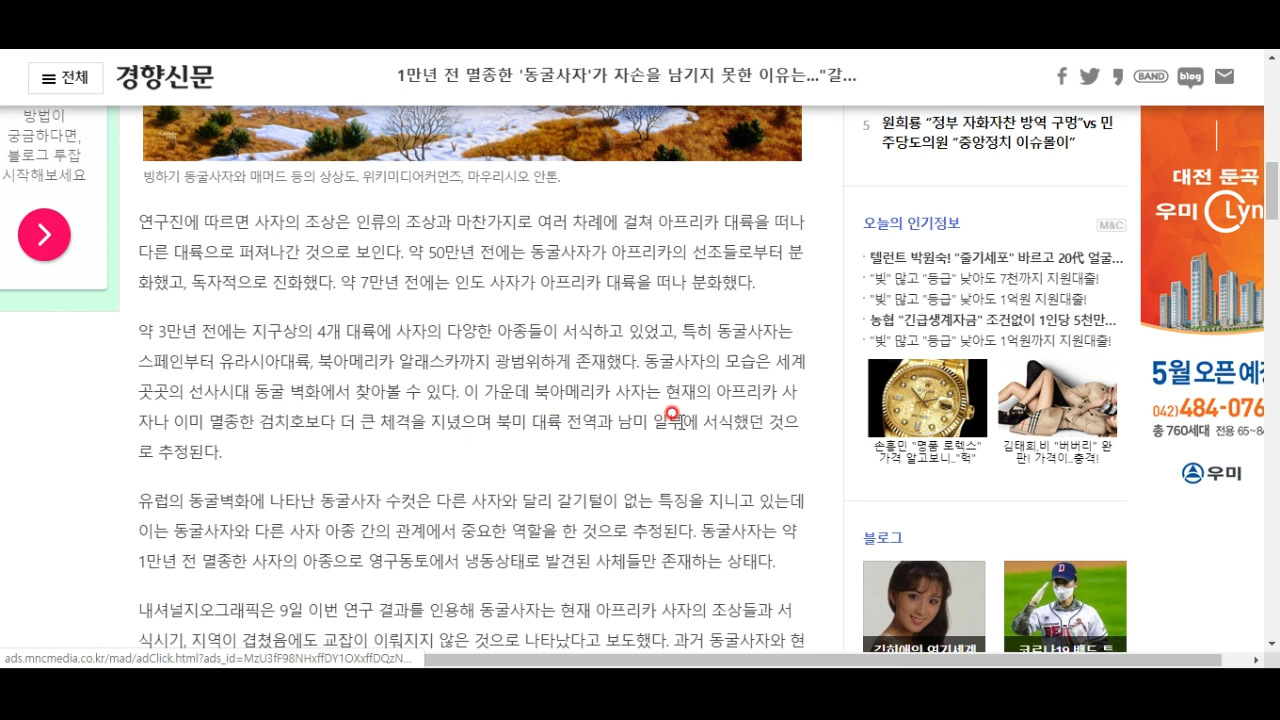 전체
경향신문
1만년 전 멸종한 '동굴사자'가 자손을 남기지 못한 이유는..."갈...
BAND
blog
방법이
궁금하다면,
블로그 투잡
시작해보세요
빙하기 동굴사자와 매머드 등의 상상도. 위키미디어커먼즈, 마우리시오 안톤.
연구진에 따르면 사자의 조상은 인류의 조상과 마찬가지로 여러 차례에 걸쳐 아프리카 대륙을 떠나
다른 대륙으로 퍼져나간 것으로 보인다. 약 50만년 전에는 동굴사자가 아프리카의 선조들로부터 분
화했고, 독자적으로 진화했다. 약 7만년 전에는 인도 사자가 아프리카 대륙을 떠나 분화했다.
약 3만년 전에는 지구상의 4개 대륙에 사자의 다양한 아종들이 서식하고 있었고, 특히 동굴사자는
스페인부터 유라시아대륙, 북아메리카 알래스카까지 광범위하게 존재했다. 동굴사자의 모습은 세계
곳곳의 선사시대 동굴 벽화에서 찾아볼 수 있다. 이 가운데 북아메리카 사자는 현재의 아프리카 사
자나 이미 멸종한 검치호보다 더 큰 체격을 지녔으며 북미 대륙 전역과 남미 일부에 서식했던 것으
로 추정된다.
유럽의 동굴벽화에 나타난 동굴사자 수컷은 다른 사자와 달리 갈기털이 없는 특징을 지니고 있는데
이는 동굴사자와 다른 사자 아종 간의 관계에서 중요한 역할을 한 것으로 추정된다. 동굴사자는 약
1만년 전 멸종한 사자의 아종으로 영구동토에서 냉동상태로 발견된 사체들만 존재하는 상태다.
내셔널지오그래픽은 9일 이번 연구 결과를 인용해 동굴사자는 현재 아프리카 사자의 조상들과 서
식시기, 지역이 겹쳤음에도 교잡이 이뤄지지 않은 것으로 나타났다고 보도했다. 과거 동굴사자와 현
5 원희룡 “정부 자화자찬 방역 구멍”vs 민
주당도의원 “중앙정치 이슈몰이”
오늘의 인기정보
M&C
· 텔런트 박원숙! "줄기세포" 바르고 20代 얼굴...
· "빚" 많고 "등급" 낮아도 7천까지 지원대출!
· "빚" 많고 "등급" 낮아도 1억원 지원대출!
· 농협 "긴급생계자금" 조건없이 1인당 5천만...
· "빚" 많고 "등급" 낮아도 1억원까지 지원대출!
손흥민 "명품 로렉스"
가격 알고보니.."헉"
김태희,비 "버버리" 완
판! 가격이..충격!
블로그
김희애의 연기세계
코로나19 백도 투
대전 둔곡
우미 Lyn
5월 오픈 예정
042) 484-076
총 760세대 전용 65~84
우미
ads.mncmedia.co.kr/mad/adClick.html?ads_id=MzU3fF98NHxffDY1OXxffDQzN...